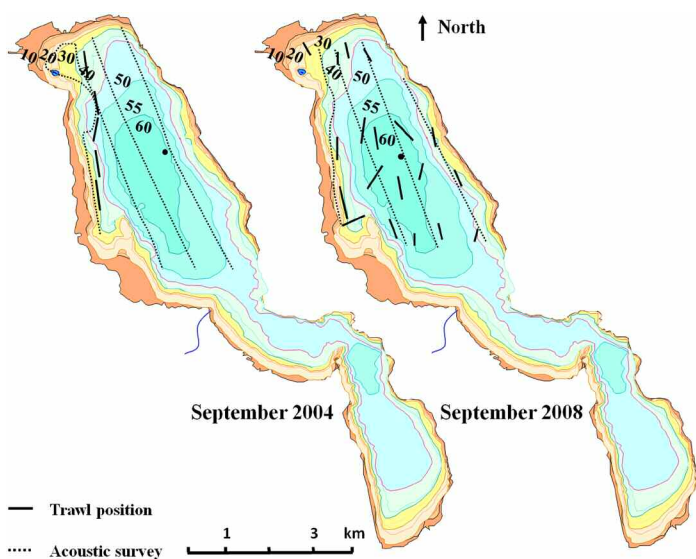 North
10 20 30
40
50
55
60
10 20 30
40 50
55
60
September 2004
September 2008
Trawl position
Acoustic survey
1 3 km